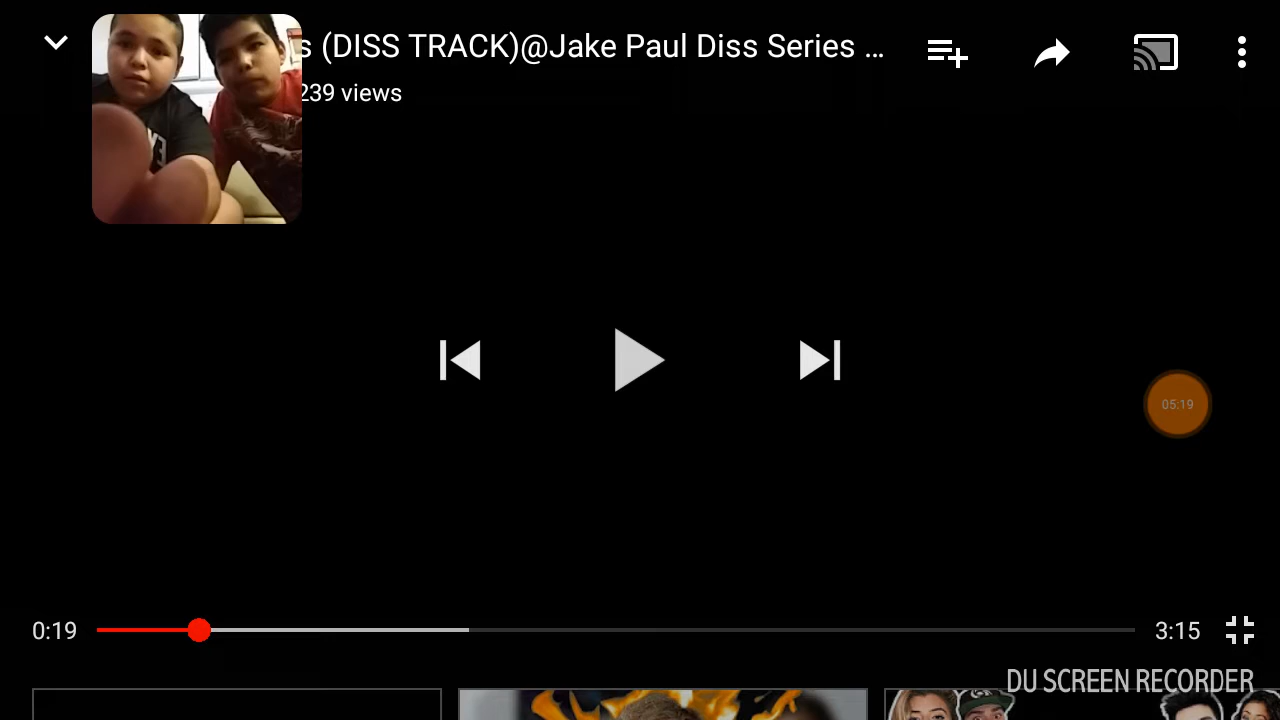 s (DISS TRACK)@Jake Paul Diss Series ...
239 views
05:19
0:19
3:15
DU SCREEN RECORDER